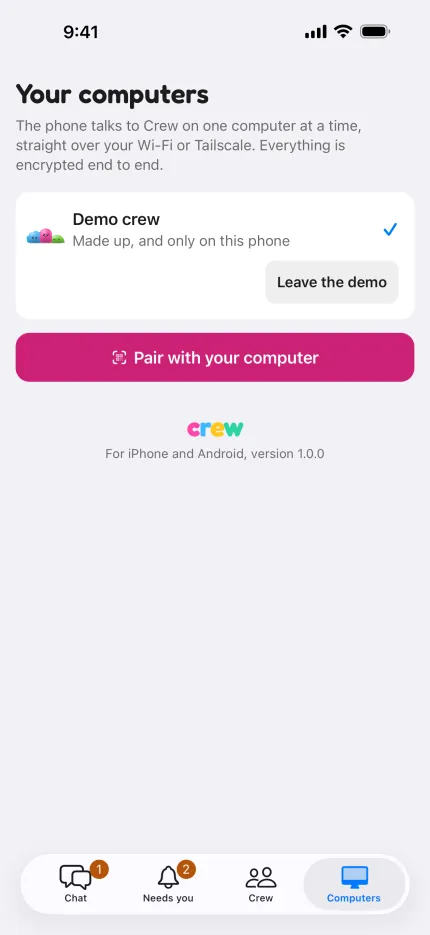 9:41
Your computers
The phone talks to Crew on one computer at a time,
straight over your Wi-Fi or Tailscale. Everything is
encrypted end to end.
Demo crew
Made up, and only on this phone
Leave the demo
Pair with your computer
crew
For iPhone and Android, version 1.0.0
1
2
Chat
Needs you
Crew
Computers